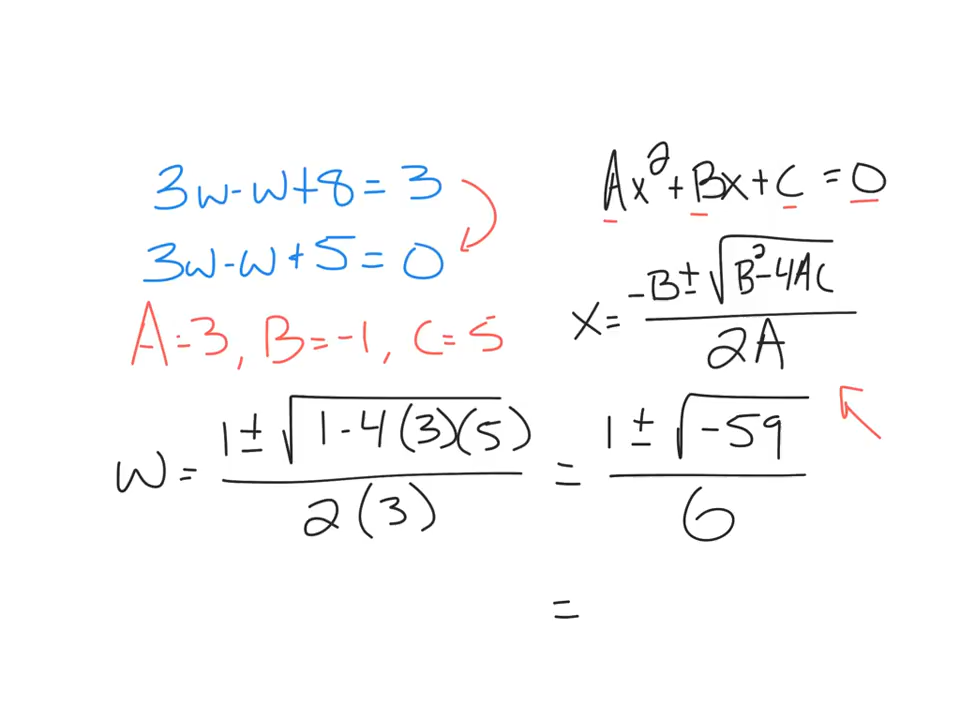 3w-w+8=3
Ax²+Bx+C=0
3w-w+5=0
x = (-B±√(B²-4AC))/(2A)
A=3, B=-1, C=5
w = (1±√(1-4(3)(5)))/(2(3)) = (1±√(-59))/6
=